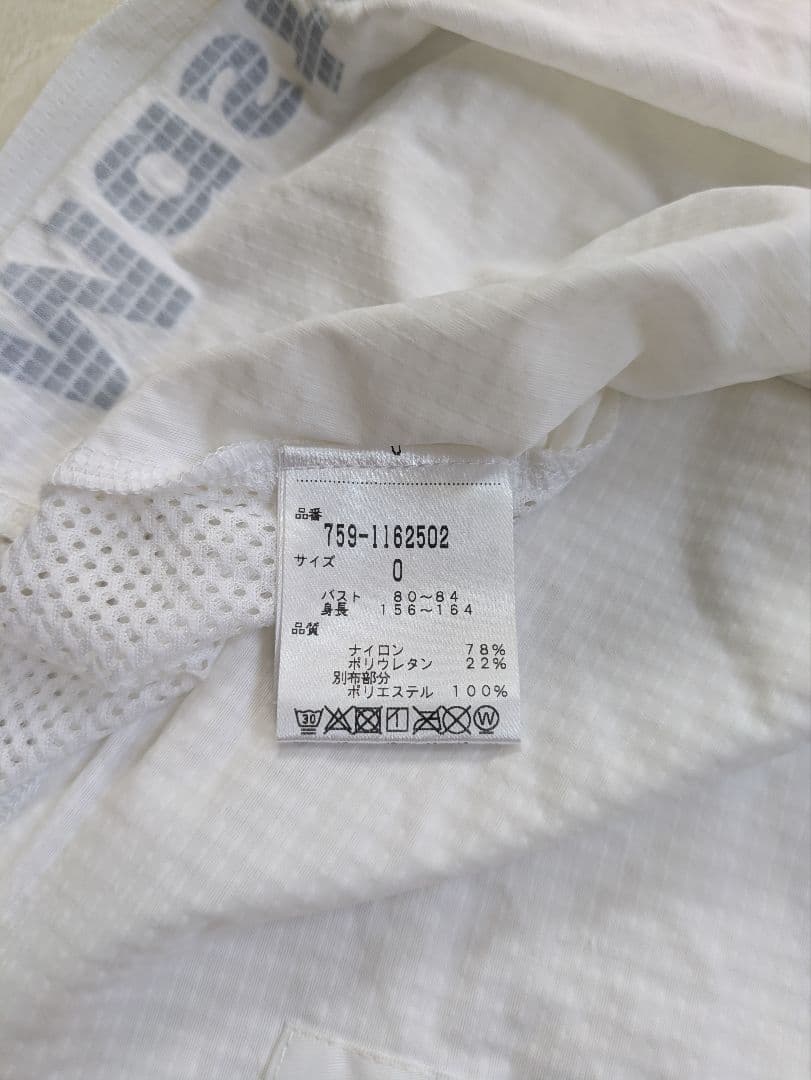 品番
759-1162502
サイズ
0
バスト 80～84
身長 156～164
品質
ナイロン 78%
ポリウレタン 22%
別布部分
ポリエステル 100%
30
W